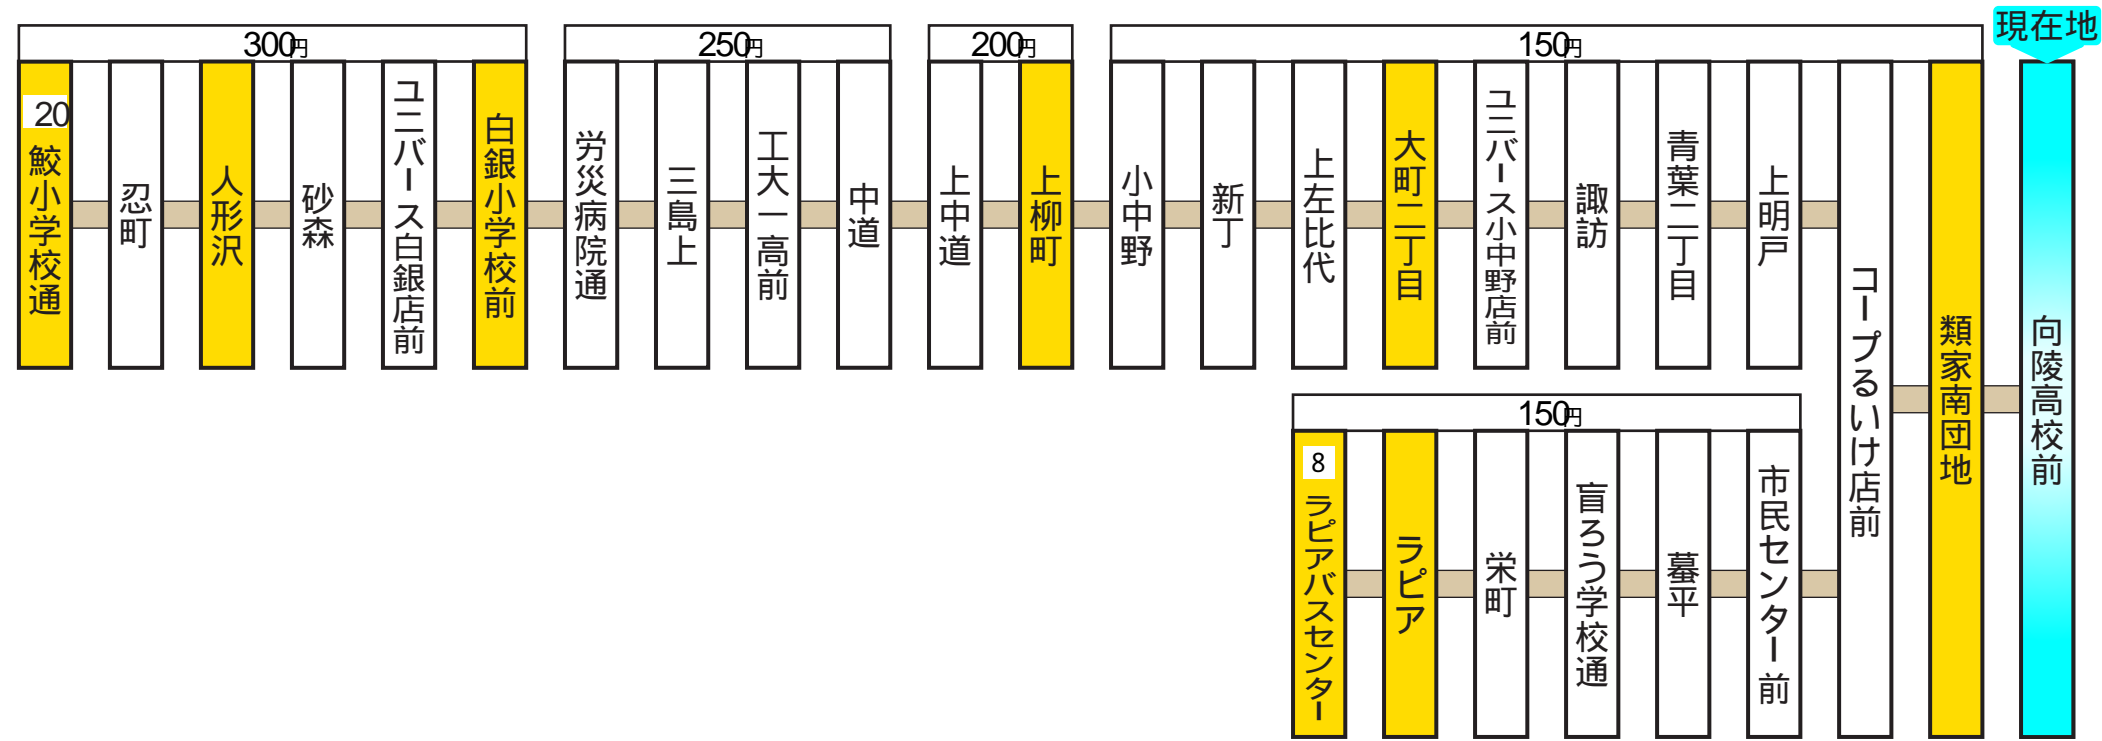 現在地
300円
250円
200円
150円
20
鮫小学校通
忍町
人形沢
砂森
ユニバース白銀店前
白銀小学校前
労災病院通
三島上
工大一高前
中道
上中道
上柳町
小中野
新丁
上左比代
大町二丁目
ユニバース小中野店前
諏訪
青葉二丁目
上明戸
コープるいけ店前
類家南団地
向陵高校前
150円
8
ラピアバスセンター
ラピア
栄町
盲ろう学校通
蟇平
市民センター前